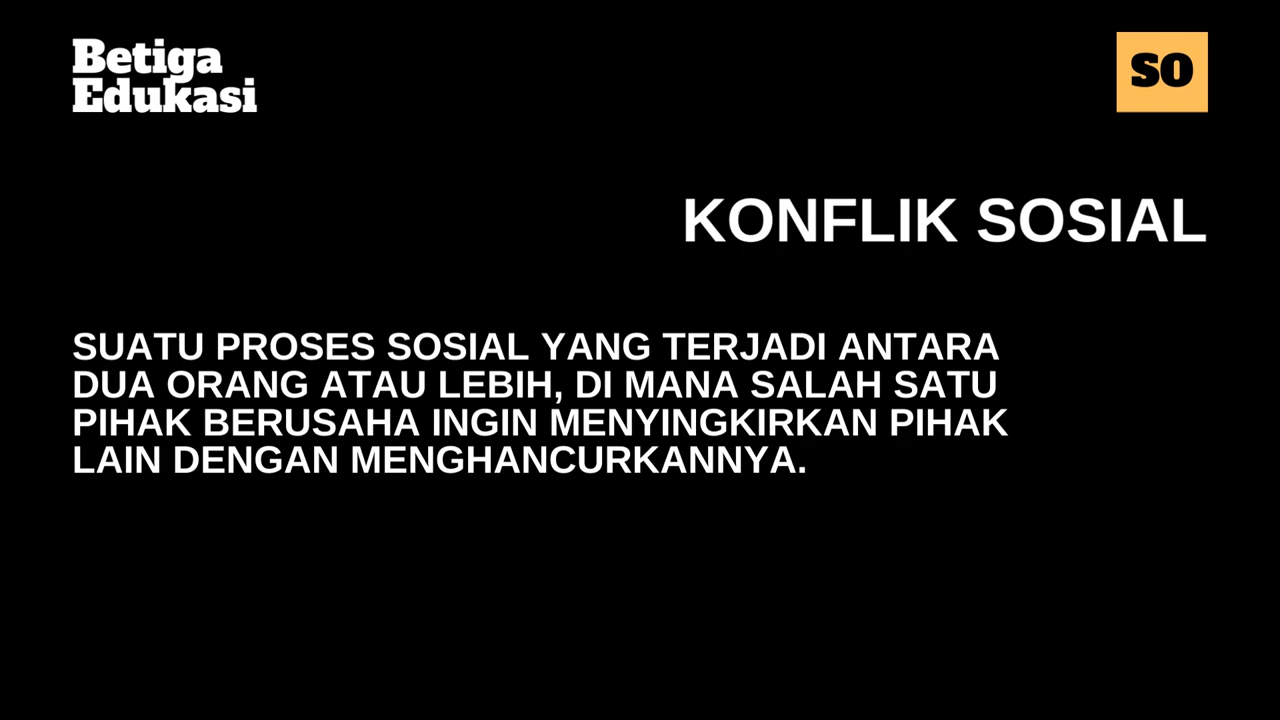 Betiga
Edukasi
SO
KONFLIK SOSIAL
SUATU PROSES SOSIAL YANG TERJADI ANTARA
DUA ORANG ATAU LEBIH, DI MANA SALAH SATU
PIHAK BERUSAHA INGIN MENYINGKIRKAN PIHAK
LAIN DENGAN MENGHANCURKANNYA.